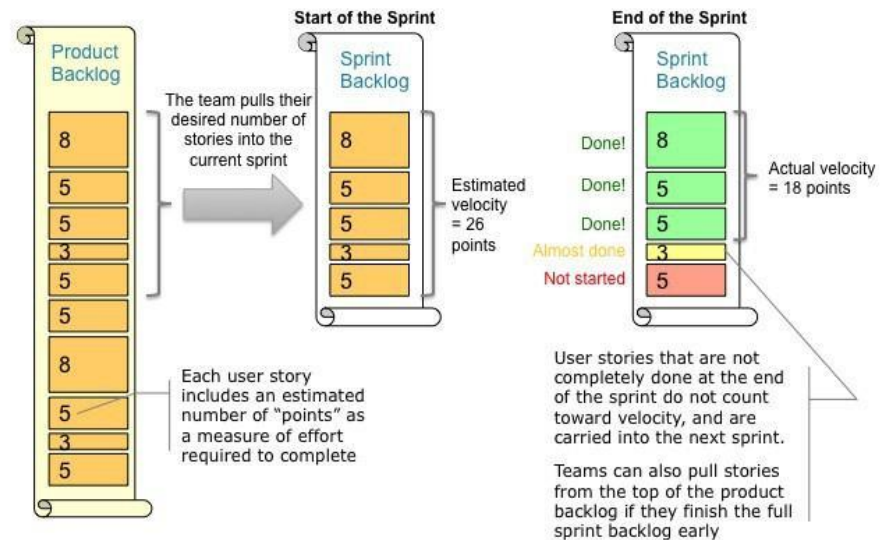 Product
Backlog
8
5
5
3
5
5
8
5
3
5
The team pulls their
desired number of
stories into the
current sprint
Each user story
includes an estimated
number of “points” as
a measure of effort
required to complete
Start of the Sprint
Sprint
Backlog
8
5
5
3
5
Estimated
velocity
= 26
points
End of the Sprint
Sprint
Backlog
Done!
8
Done!
5
Done!
5
Almost done
3
Not started
5
Actual velocity
= 18 points
User stories that are not
completely done at the end
of the sprint do not count
toward velocity, and are
carried into the next sprint.
Teams can also pull stories
from the top of the product
backlog if they finish the full
sprint backlog early